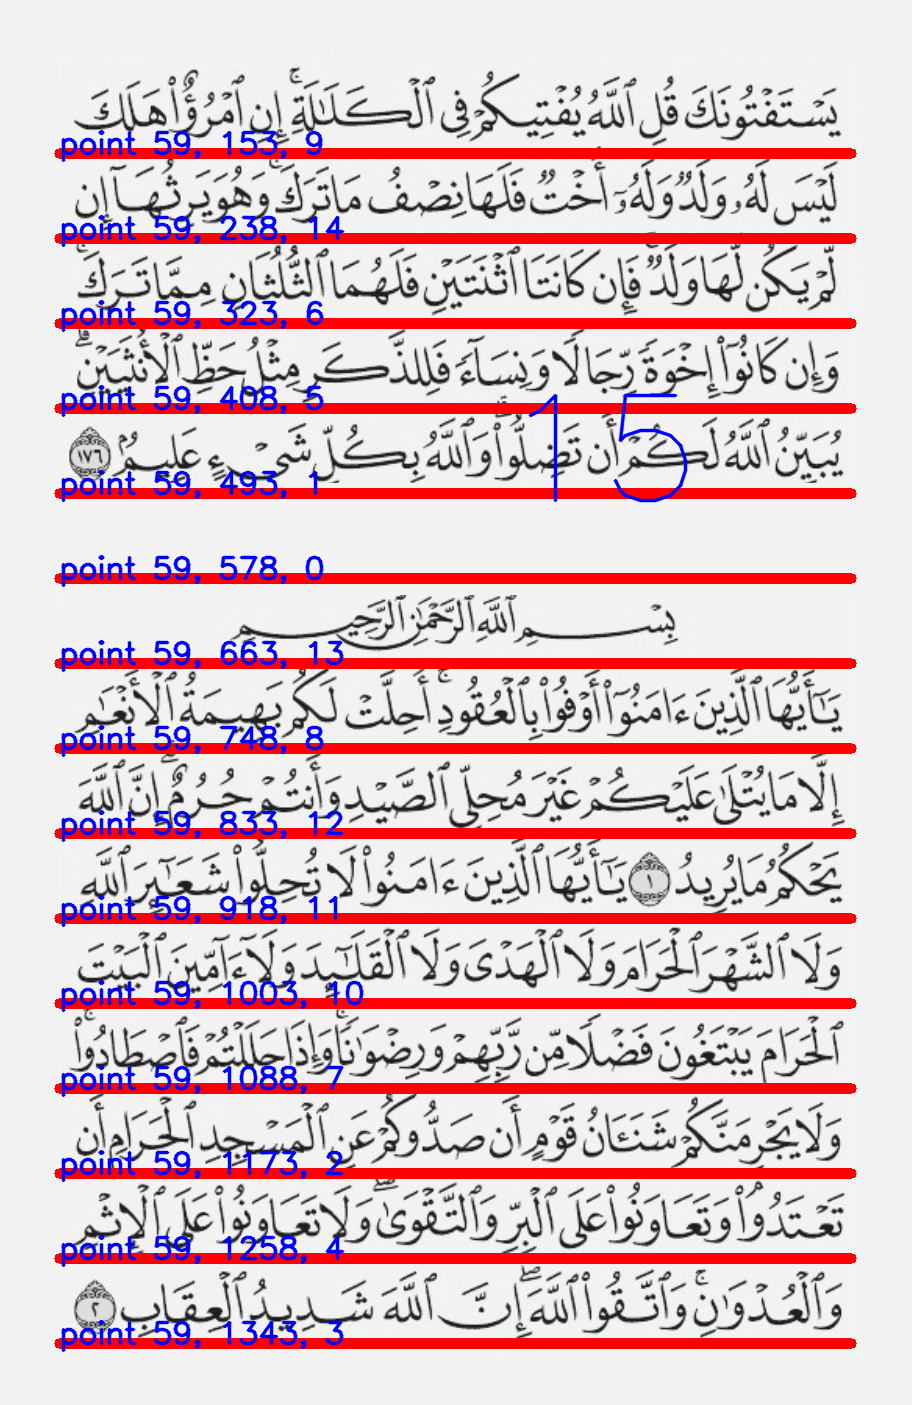 يَسْتَفْتُونَكَ قُلِ ٱللَّهُ يُفْتِيكُمْ فِى ٱلْكَلَـٰلَةِ ۚ إِنِ ٱمْرُؤٌا۟ هَلَكَ
point 59, 153, 9
لَيْسَ لَهُۥ وَلَدٌ وَلَهُۥٓ أُخْتٌ فَلَهَا نِصْفُ مَا تَرَكَ ۚ وَهُوَ يَرِثُهَآ إِن
point 59, 238, 14
لَّمْ يَكُن لَّهَا وَلَدٌ ۚ فَإِن كَانَتَا ٱثْنَتَيْنِ فَلَهُمَا ٱلثُّلُثَانِ مِمَّا تَرَكَ ۚ
point 59, 323, 6
وَإِن كَانُوٓا۟ إِخْوَةً رِّجَالًا وَنِسَآءً فَلِلذَّكَرِ مِثْلُ حَظِّ ٱلْأُنثَيَيْنِ ۗ
point 59, 408, 5
15
يُبَيِّنُ ٱللَّهُ لَكُمْ أَن تَضِلُّوا۟ ۗ وَٱللَّهُ بِكُلِّ شَىْءٍ عَلِيمٌۢ ١٧٦
point 59, 493, 1
point 59, 578, 0
بِسْمِ ٱللَّهِ ٱلرَّحْمَـٰنِ ٱلرَّحِيمِ
point 59, 663, 13
يَـٰٓأَيُّهَا ٱلَّذِينَ ءَامَنُوٓا۟ أَوْفُوا۟ بِٱلْعُقُودِ ۚ أُحِلَّتْ لَكُم بَهِيمَةُ ٱلْأَنْعَـٰمِ
point 59, 748, 8
إِلَّا مَا يُتْلَىٰ عَلَيْكُمْ غَيْرَ مُحِلِّى ٱلصَّيْدِ وَأَنتُمْ حُرُمٌ ۗ إِنَّ ٱللَّهَ
point 59, 833, 12
يَحْكُمُ مَا يُرِيدُ ١ يَـٰٓأَيُّهَا ٱلَّذِينَ ءَامَنُوا۟ لَا تُحِلُّوا۟ شَعَـٰٓئِرَ ٱللَّهِ
point 59, 918, 11
وَلَا ٱلشَّهْرَ ٱلْحَرَامَ وَلَا ٱلْهَدْىَ وَلَا ٱلْقَلَـٰٓئِدَ وَلَآ ءَآمِّينَ ٱلْبَيْتَ
point 59, 1003, 10
ٱلْحَرَامَ يَبْتَغُونَ فَضْلًا مِّن رَّبِّهِمْ وَرِضْوَٰنًا ۚ وَإِذَا حَلَلْتُمْ فَٱصْطَادُوا۟ ۚ
point 59, 1088, 7
وَلَا يَجْرِمَنَّكُمْ شَنَـَٔانُ قَوْمٍ أَن صَدُّوكُمْ عَنِ ٱلْمَسْجِدِ ٱلْحَرَامِ أَن
point 59, 1173, 2
تَعْتَدُوا۟ ۘ وَتَعَاوَنُوا۟ عَلَى ٱلْبِرِّ وَٱلتَّقْوَىٰ ۖ وَلَا تَعَاوَنُوا۟ عَلَى ٱلْإِثْمِ
point 59, 1258, 4
وَٱلْعُدْوَٰنِ ۚ وَٱتَّقُوا۟ ٱللَّهَ ۖ إِنَّ ٱللَّهَ شَدِيدُ ٱلْعِقَابِ ٢
point 59, 1343, 3